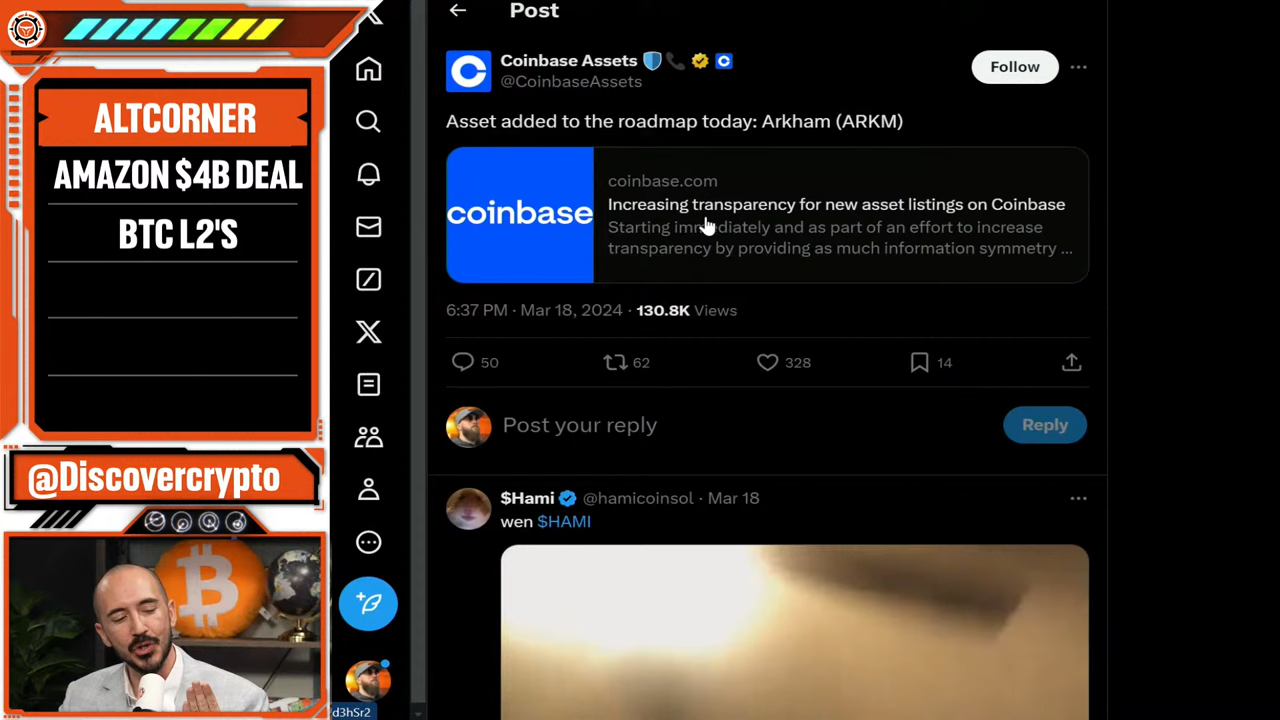 ALTCORNER
AMAZON $4B DEAL
BTC L2'S
@Discovercrypto
Post
Coinbase Assets
@CoinbaseAssets
Follow
Asset added to the roadmap today: Arkham (ARKM)
coinbase
coinbase.com
Increasing transparency for new asset listings on Coinbase
Starting immediately and as part of an effort to increase
transparency by providing as much information symmetry ...
6:37 PM · Mar 18, 2024 · 130.8K Views
50
62
328
14
Post your reply
Reply
$Hami @hamicoinsol · Mar 18
wen $HAMI
d3hSr2